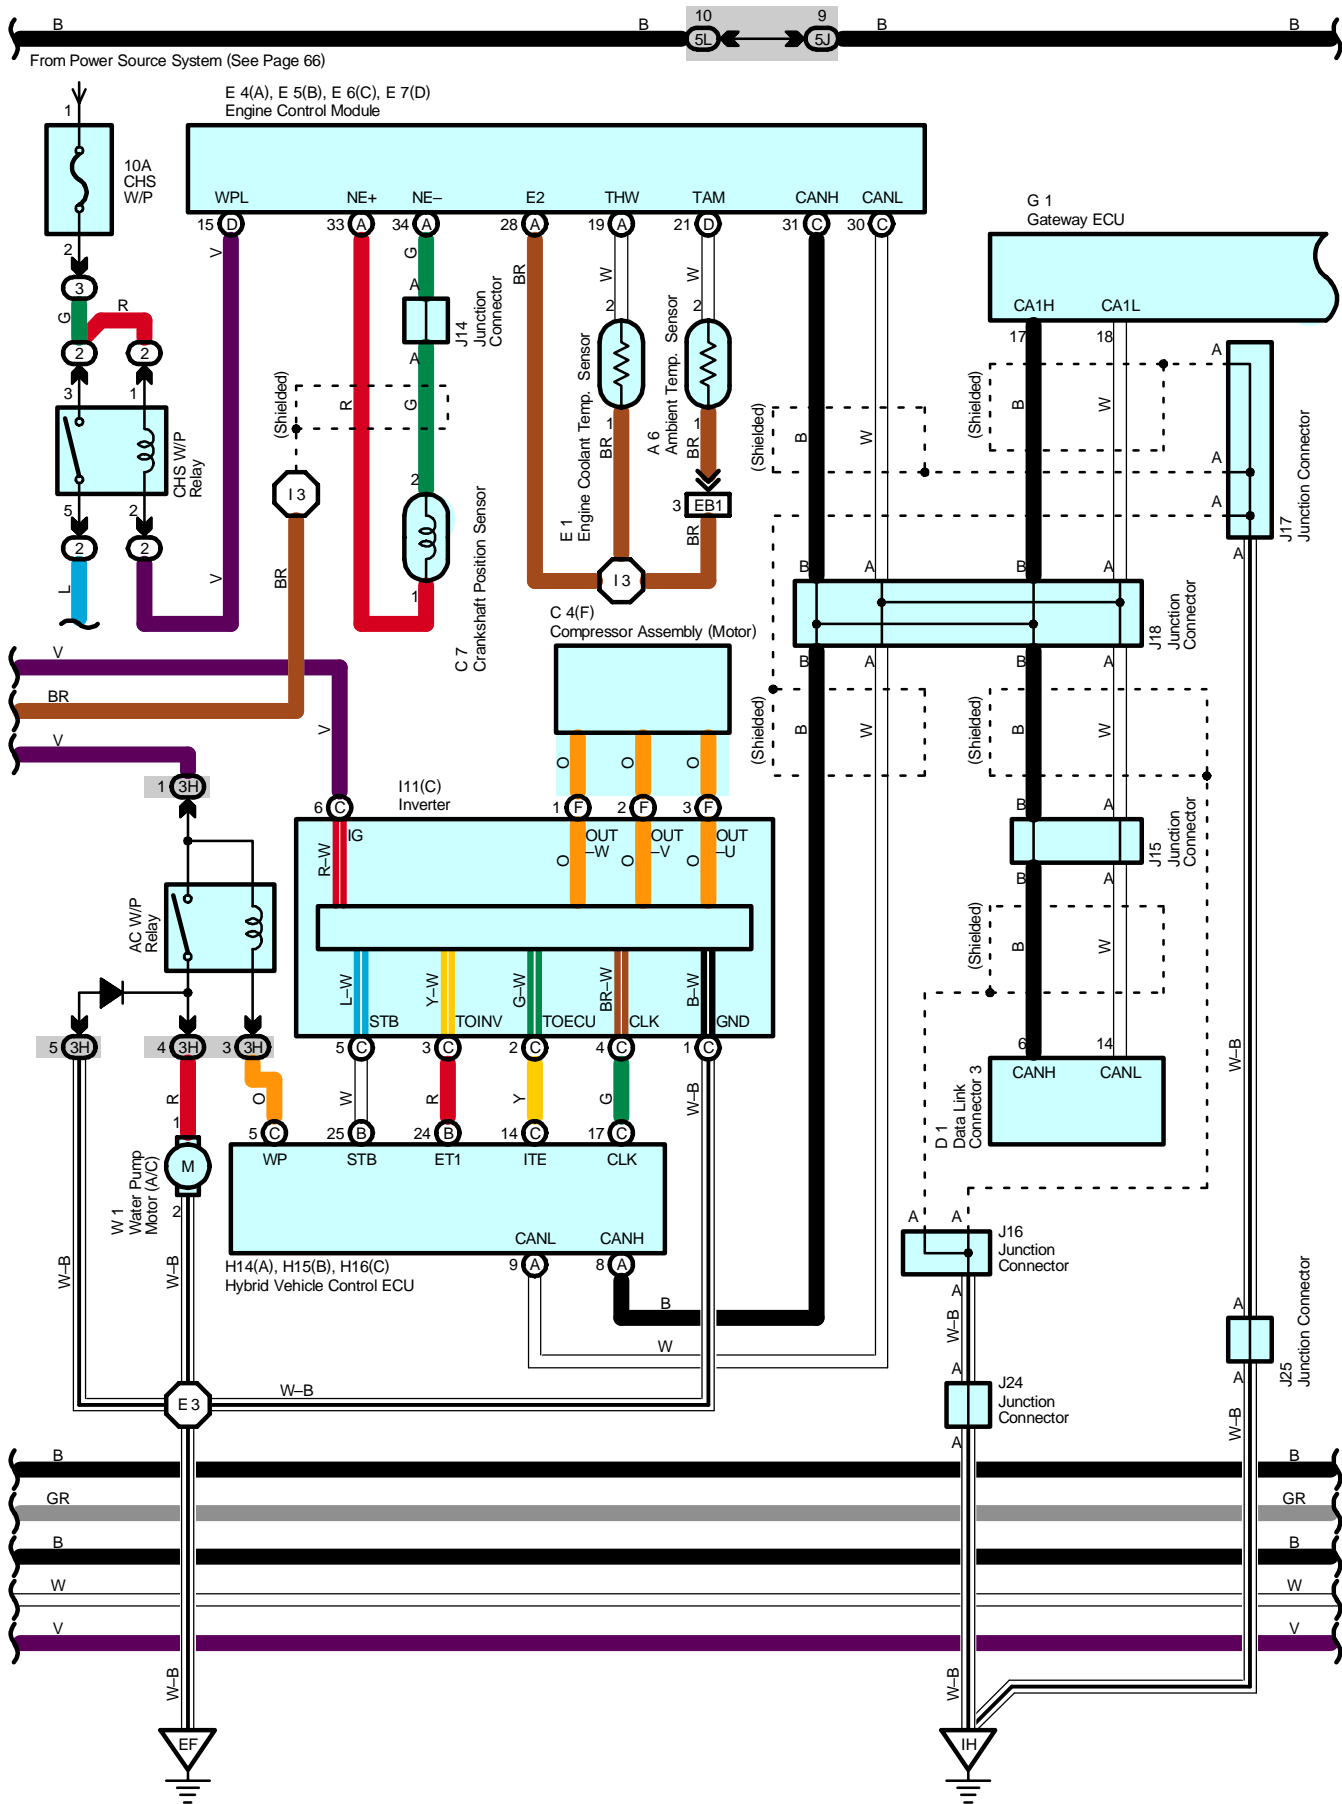 B B 10 9 B B
5L 5J
From Power Source System (See Page 66)
1
10A
CHS
W/P
2
3
G R
2 2
3 1
CHS W/P
Relay
5 2
2 2
L
E 4(A), E 5(B), E 6(C), E 7(D)
Engine Control Module
WPL NE+ NE– E2 THW TAM CANH CANL
15 D 33 A 34 A 28 A 19 A 21 D 31 C 30 C
V G BR W W
A
J14
Junction
Connector
A
2 2
E 1
Engine Coolant Temp. Sensor
A 6
Ambient Temp. Sensor
1 1
BR BR
(Shielded)
R G
I 3
2
C 7
Crankshaft Position Sensor
1
3 EB1
BR
I 3
V BR
G 1
Gateway ECU
CA1H CA1L
17 18
(Shielded)
B W
A
A
A
J17
Junction Connector
A
(Shielded)
B W
B A B A
J18
Junction
Connector
B A B A
(Shielded)
B W
(Shielded)
B W
C 4(F)
Compressor Assembly (Motor)
O O O
V
BR
V
V
1 3H
AC W/P
Relay
5 3H 4 3H 3 3H
I11(C)
Inverter
6 C 1 F 2 F 3 F
IG
R–W
OUT
–W
OUT
–V
OUT
–U
O O O
L–W Y–W G–W BR–W B–W
STB TOINV TOECU CLK GND
5 C 3 C 2 C 4 C 1 C
W R Y G W–B
R O
1
5 C 25 B 24 B 14 C 17 C
WP STB ET1 ITE CLK
M
W 1
Water Pump
Motor (A/C)
2
CANL CANH
9 A 8 A
H14(A), H15(B), H16(C)
Hybrid Vehicle Control ECU
B
W
B A
J15
Junction
Connector
B A
(Shielded)
B W
6 14
CANH CANL
D 1
Data Link
Connector 3
W–B
A A
J16
Junction
Connector
A
W–B
A
J24
Junction
Connector
A
A
J25
Junction Connector
A
W–B
W–B W–B
E 3 W–B
B B
GR GR
B B
W W
V V
W–B W–B
EF IH